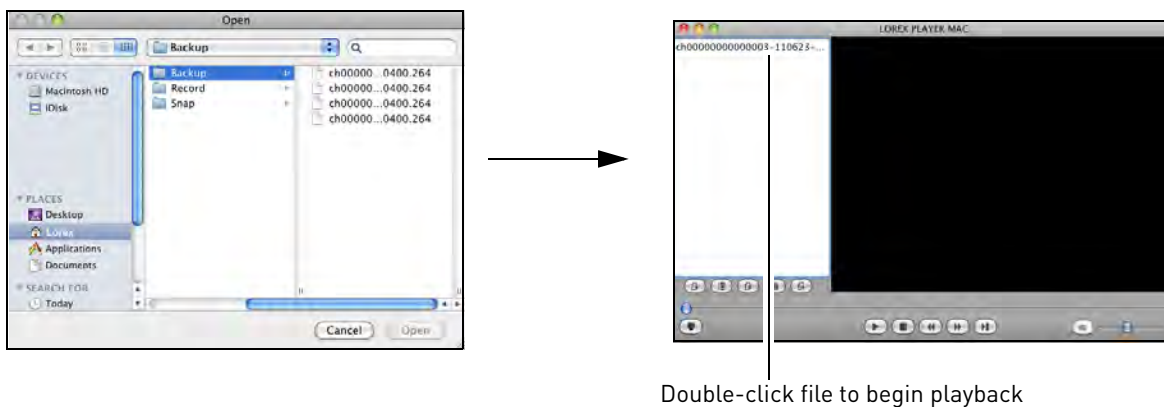 Open
Backup
DEVICES
Macintosh HD
iDisk
PLACES
Desktop
Lorex
Applications
Documents
SEARCH FOR
Today
Backup
Record
Snap
ch00000...0400.264
ch00000...0400.264
ch00000...0400.264
ch00000...0400.264
Cancel
Open
LOREX PLAYER MAC
ch00000000000003-110623-...
Double-click file to begin playback